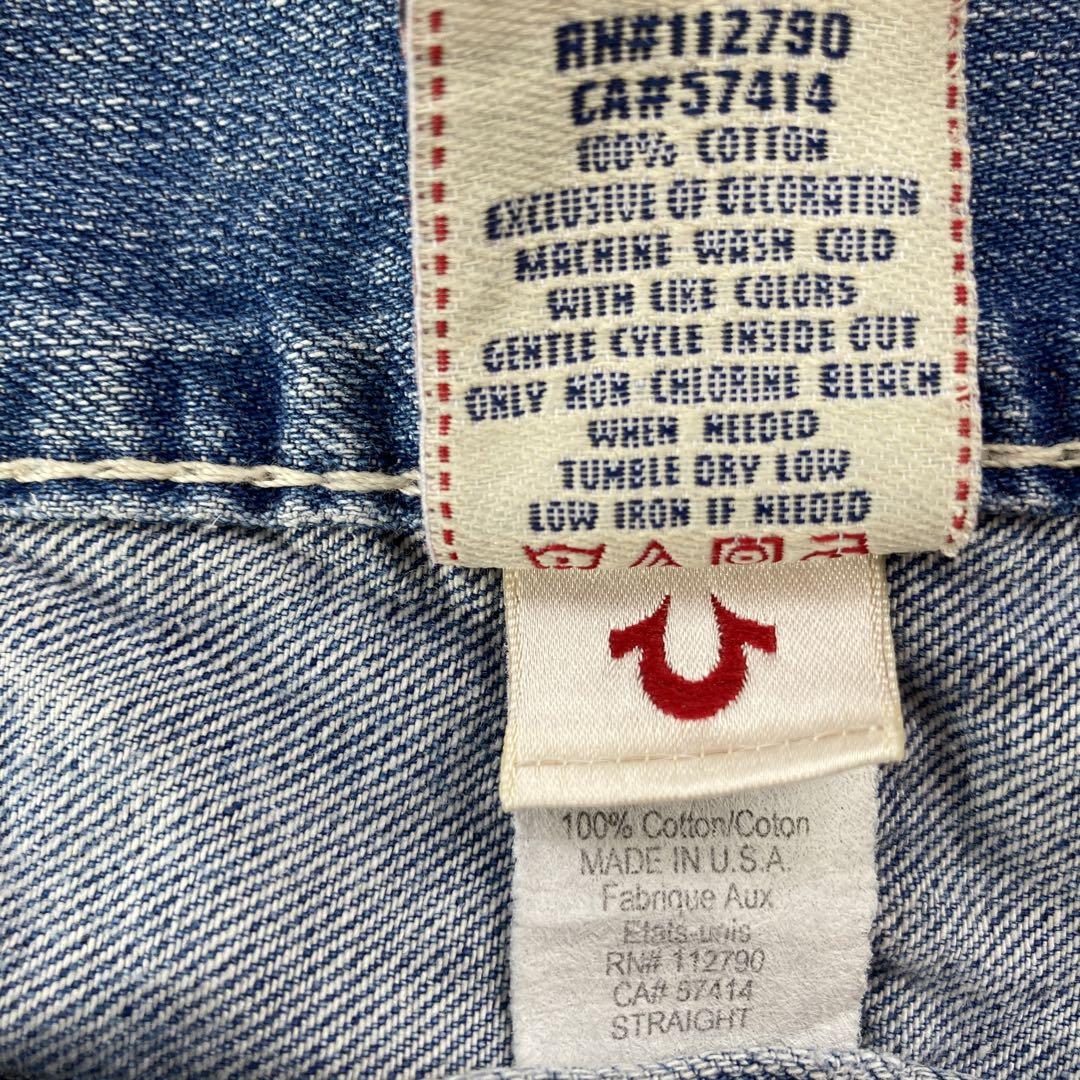 RN#112790
CA#57414
100% COTTON
EXCLUSIVE OF DECORATION
MACHINE WASH COLD
WITH LIKE COLORS
GENTLE CYCLE INSIDE OUT
ONLY NON CHLORINE BLEACH
WHEN NEEDED
TUMBLE DRY LOW
LOW IRON IF NEEDED
100% Cotton/Coton
MADE IN U.S.A.
Fabrique Aux
Etats-unis
RN# 112790
CA# 57414
STRAIGHT